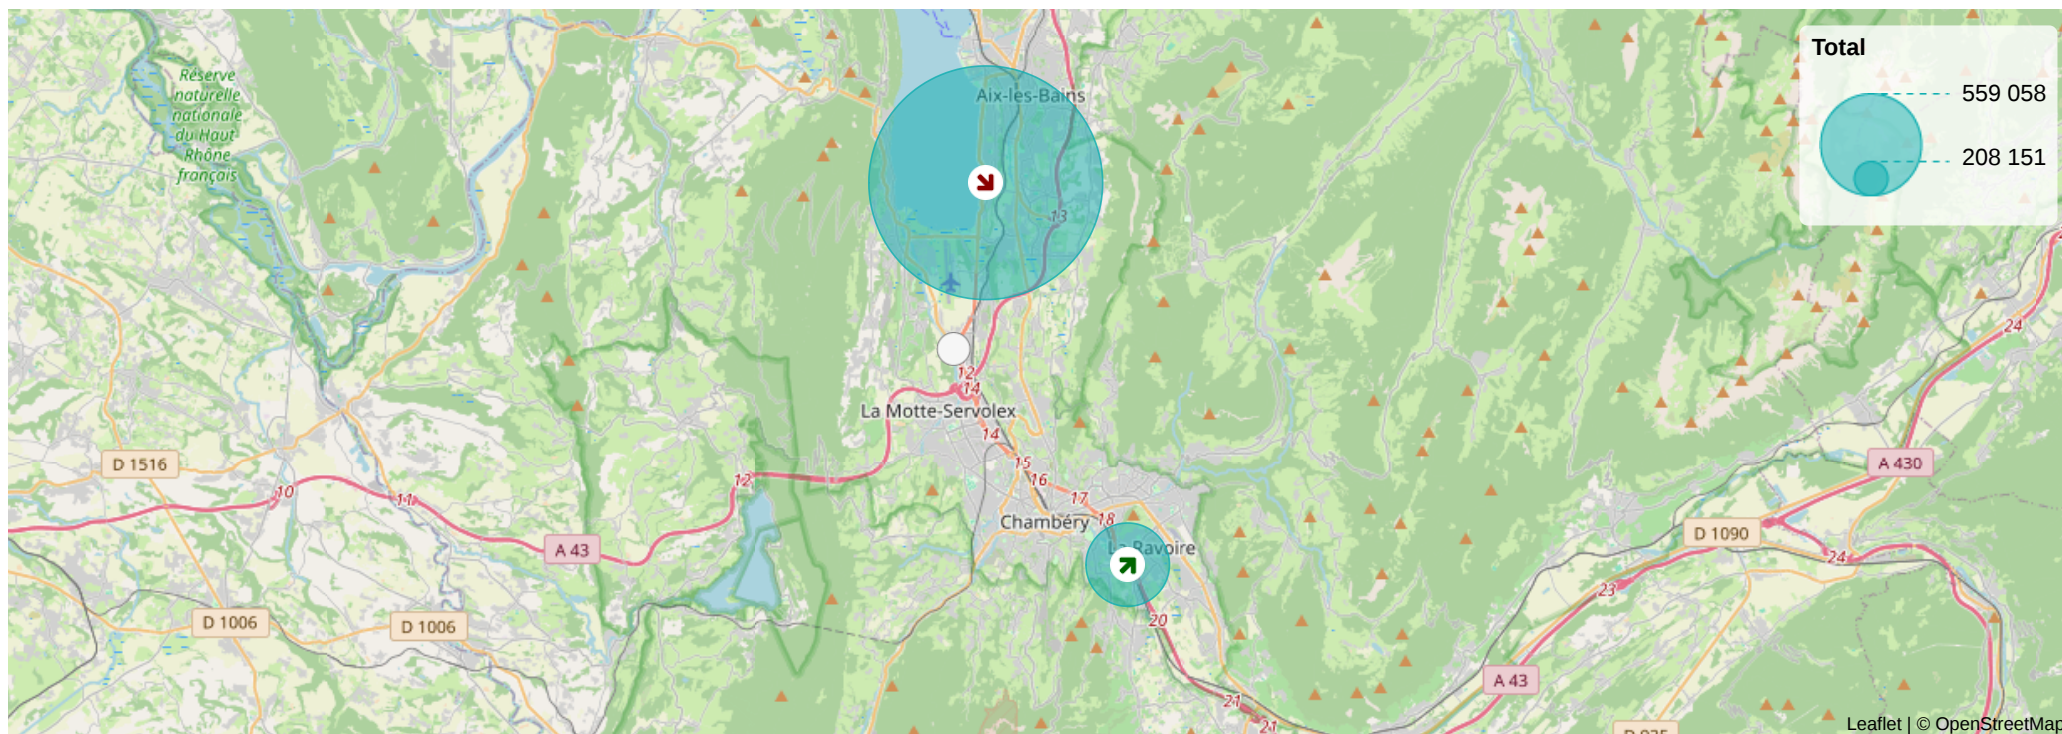 Réserve
naturelle
nationale
du Haut
Rhône
français
Aix-les-Bains
13
12
14
La Motte-Servolex
14
15
16
17
18
Chambéry
La Ravoire
20
21
21
D 1516
10
11
12
A 43
D 1006
D 1006
24
A 430
D 1090
24
23
A 43
Total
559 058
208 151
Leaflet | © OpenStreetMap